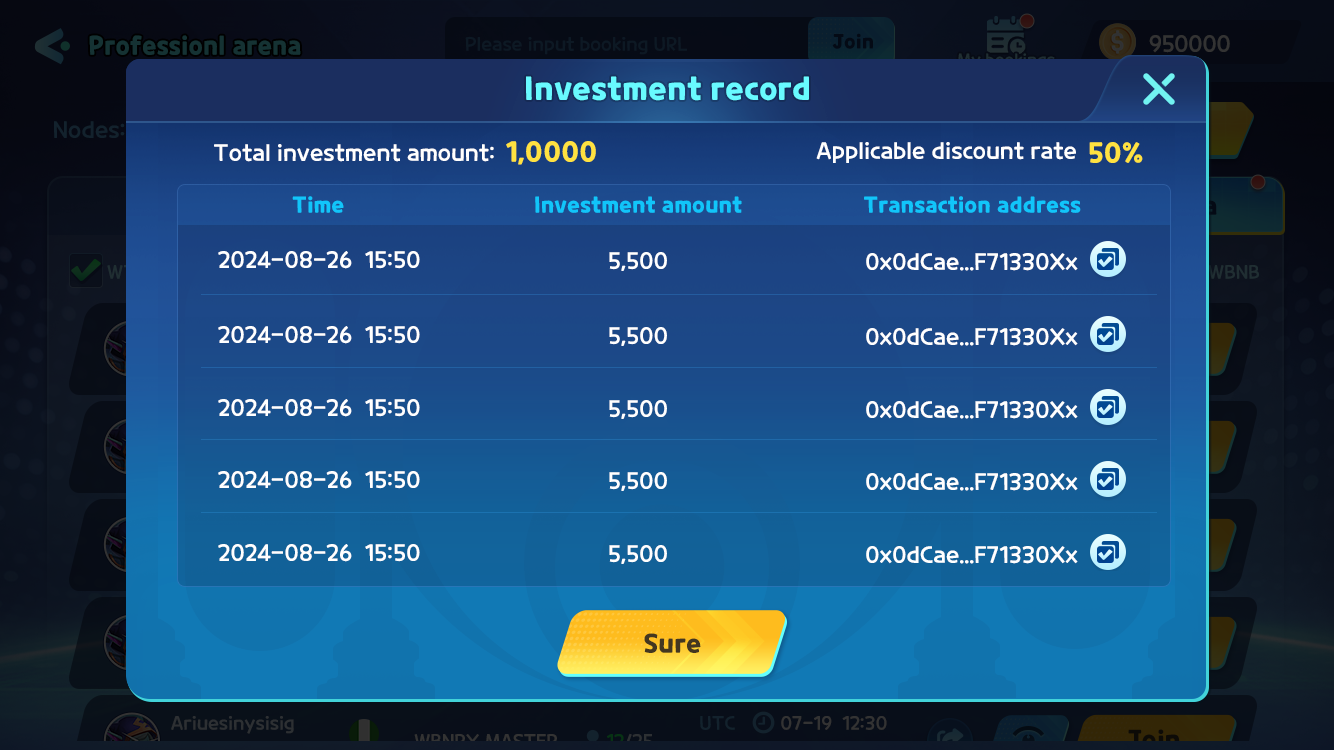 Professionl arena
Please input booking URL
Join
My bookings
950000
Investment record
Nodes:
Total investment amount: 1,0000
Applicable discount rate 50%
Time Investment amount Transaction address
2024-08-26 15:50 5,500 0x0dCae...F71330Xx
2024-08-26 15:50 5,500 0x0dCae...F71330Xx
2024-08-26 15:50 5,500 0x0dCae...F71330Xx
2024-08-26 15:50 5,500 0x0dCae...F71330Xx
2024-08-26 15:50 5,500 0x0dCae...F71330Xx
WBNB
Sure
Ariuesinysisig
WBNRY MASTER
12/25
UTC 07-19 12:30
Join